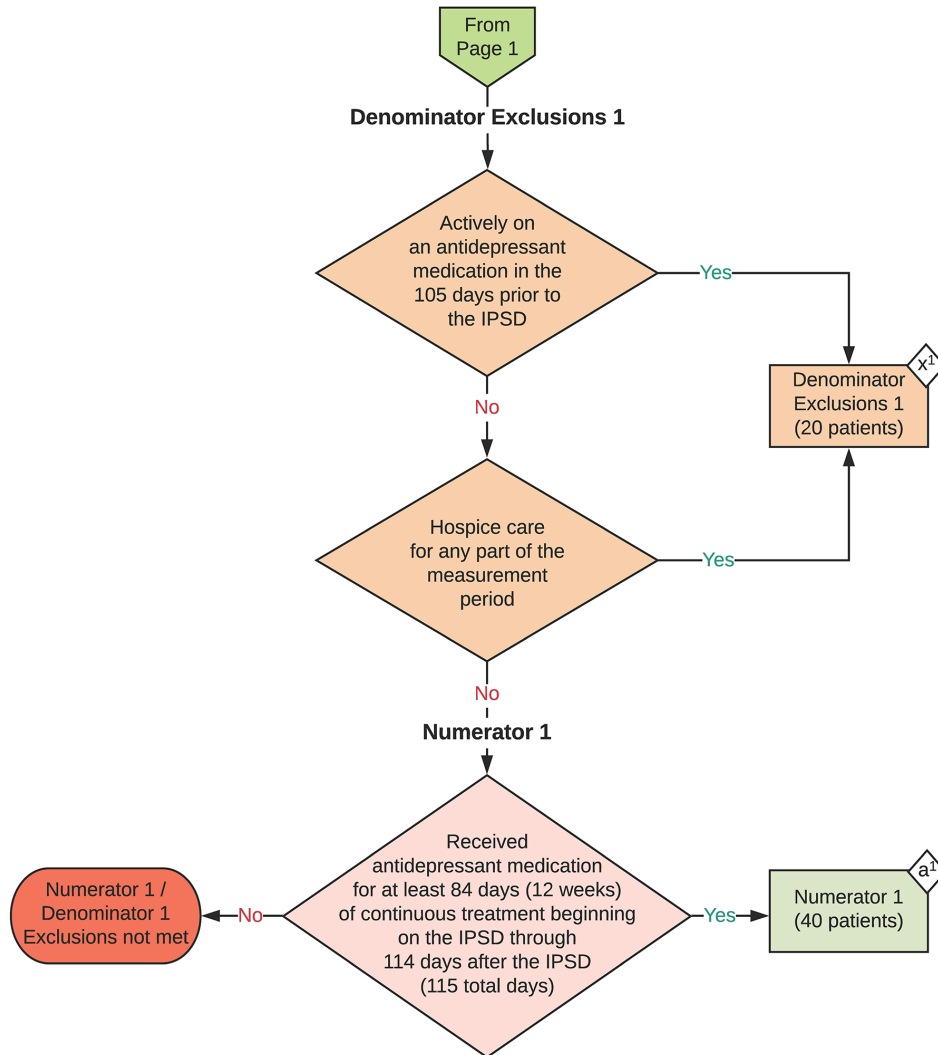 From
Page 1
Denominator Exclusions 1
Actively on
an antidepressant
medication in the
105 days prior to
the IPSD
Yes
x¹
Denominator
Exclusions 1
(20 patients)
No
Hospice care
for any part of the
measurement
period
Yes
No
Numerator 1
Received
antidepressant medication
for at least 84 days (12 weeks)
of continuous treatment beginning
on the IPSD through
114 days after the IPSD
(115 total days)
No
Numerator 1 /
Denominator 1
Exclusions not met
Yes
a¹
Numerator 1
(40 patients)